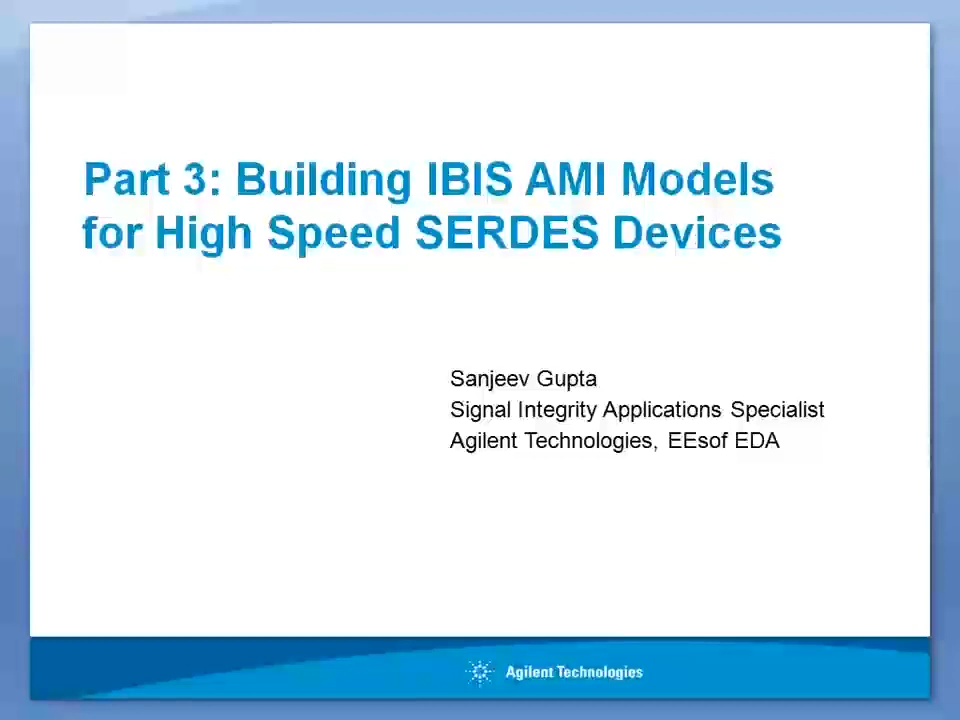 Part 3: Building IBIS AMI Models
for High Speed SERDES Devices
Sanjeev Gupta
Signal Integrity Applications Specialist
Agilent Technologies, EEsof EDA
Agilent Technologies